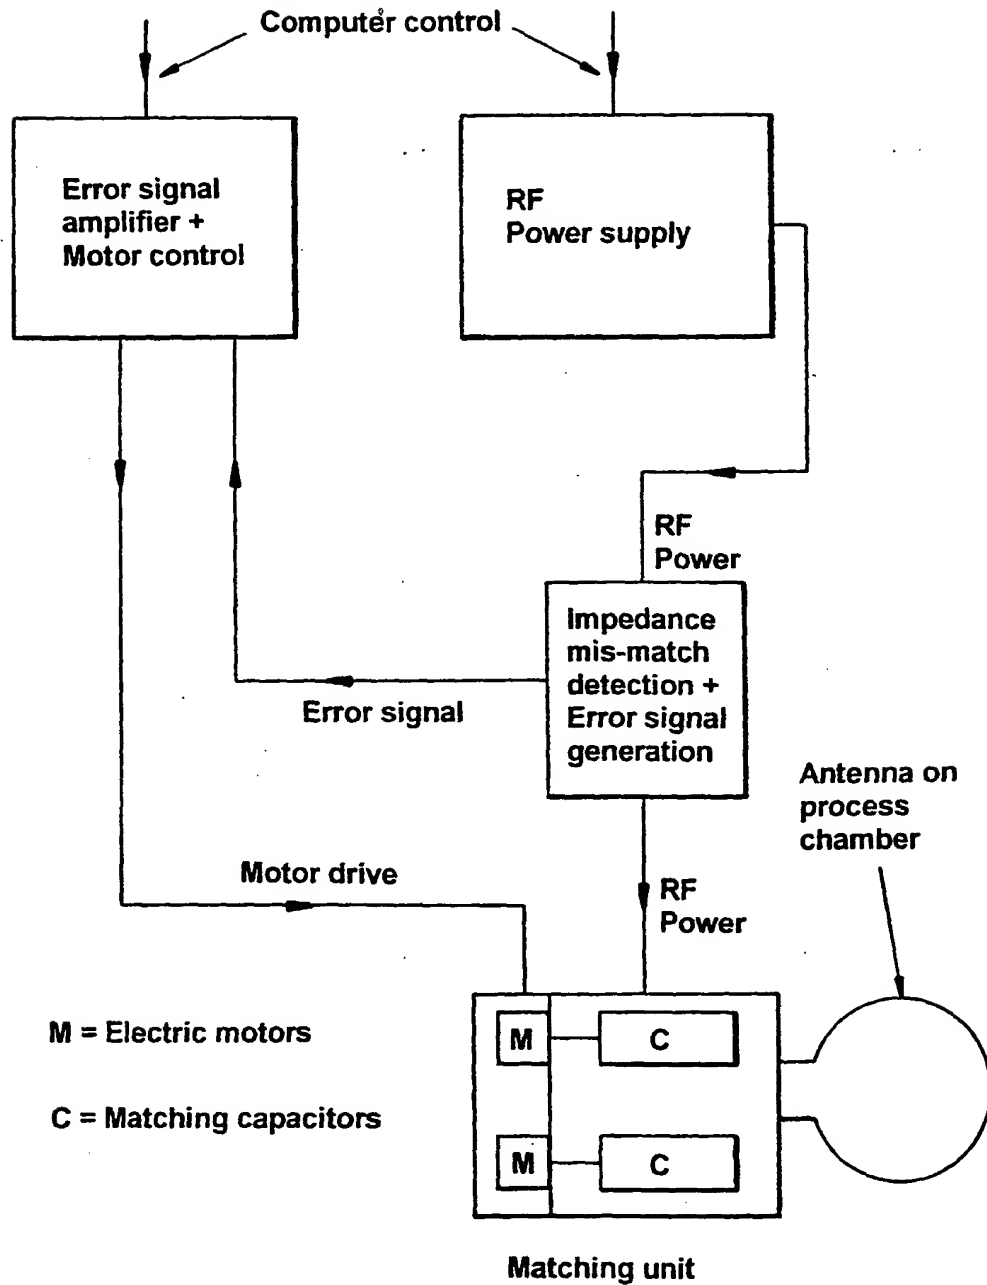 Computer control
Error signal
amplifier +
Motor control
RF
Power supply
RF
Power
Impedance
mis-match
detection +
Error signal
generation
Error signal
Antenna on
process
chamber
Motor drive
RF
Power
M = Electric motors
M
C
C = Matching capacitors
M
C
Matching unit